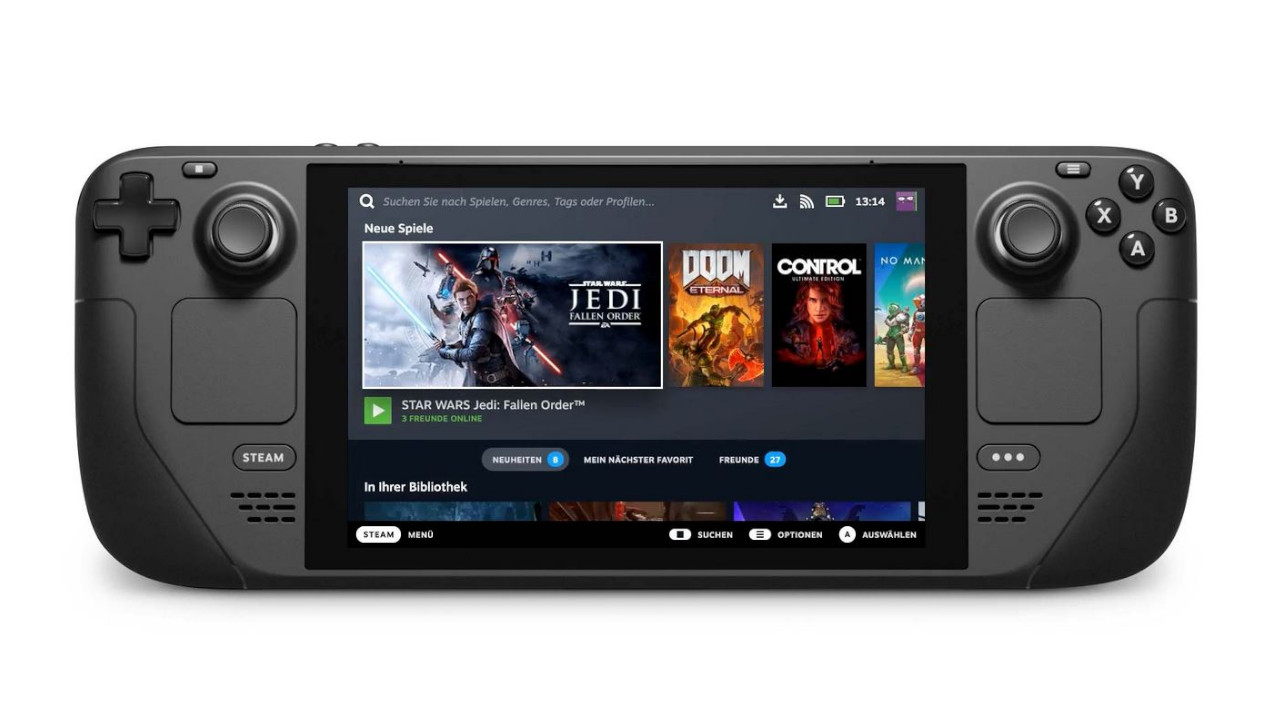 Suchen Sie nach Spielen, Genres, Tags oder Profilen...
13:14
Neue Spiele
STAR WARS
JEDI
FALLEN ORDER
EA
DOOM
ETERNAL
CONTROL
ULTIMATE EDITION
NO MAN
STAR WARS Jedi: Fallen Order™
3 FREUNDE ONLINE
NEUHEITEN 8
MEIN NÄCHSTER FAVORIT
FREUNDE 27
In Ihrer Bibliothek
STEAM MENÜ
SUCHEN
OPTIONEN
A AUSWÄHLEN
STEAM
Y
X
B
A